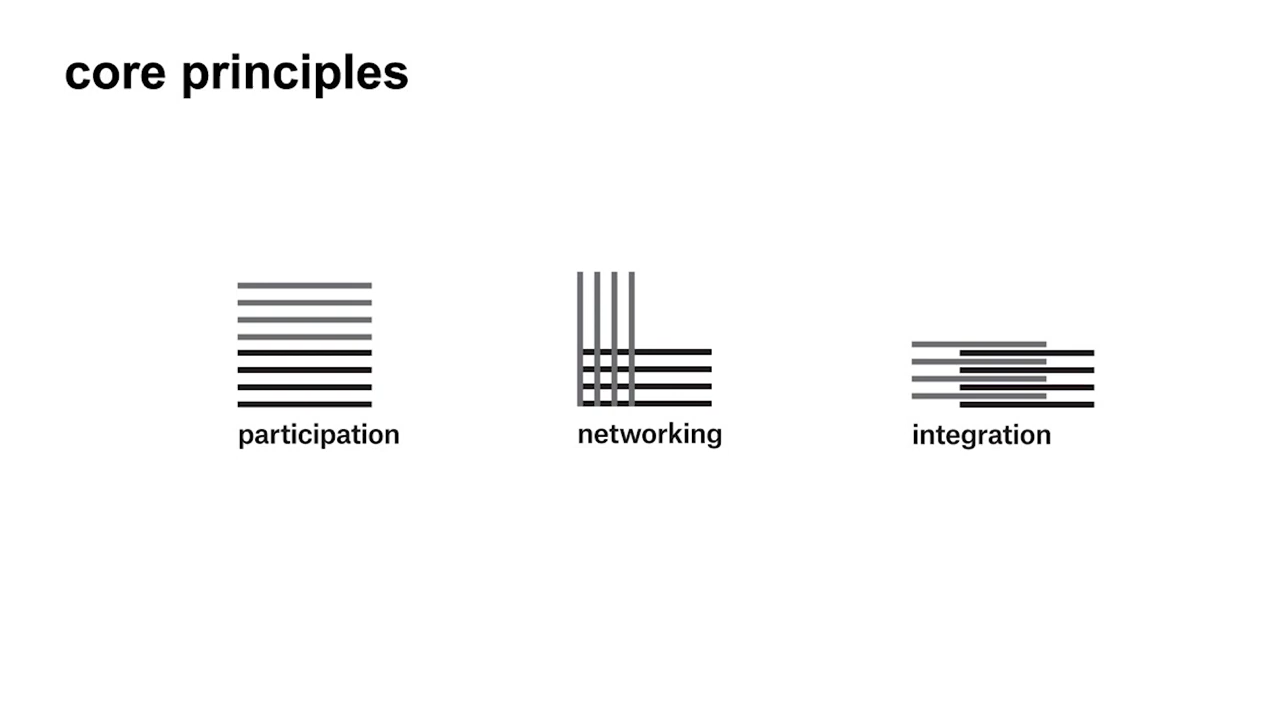 core principles
participation
networking
integration